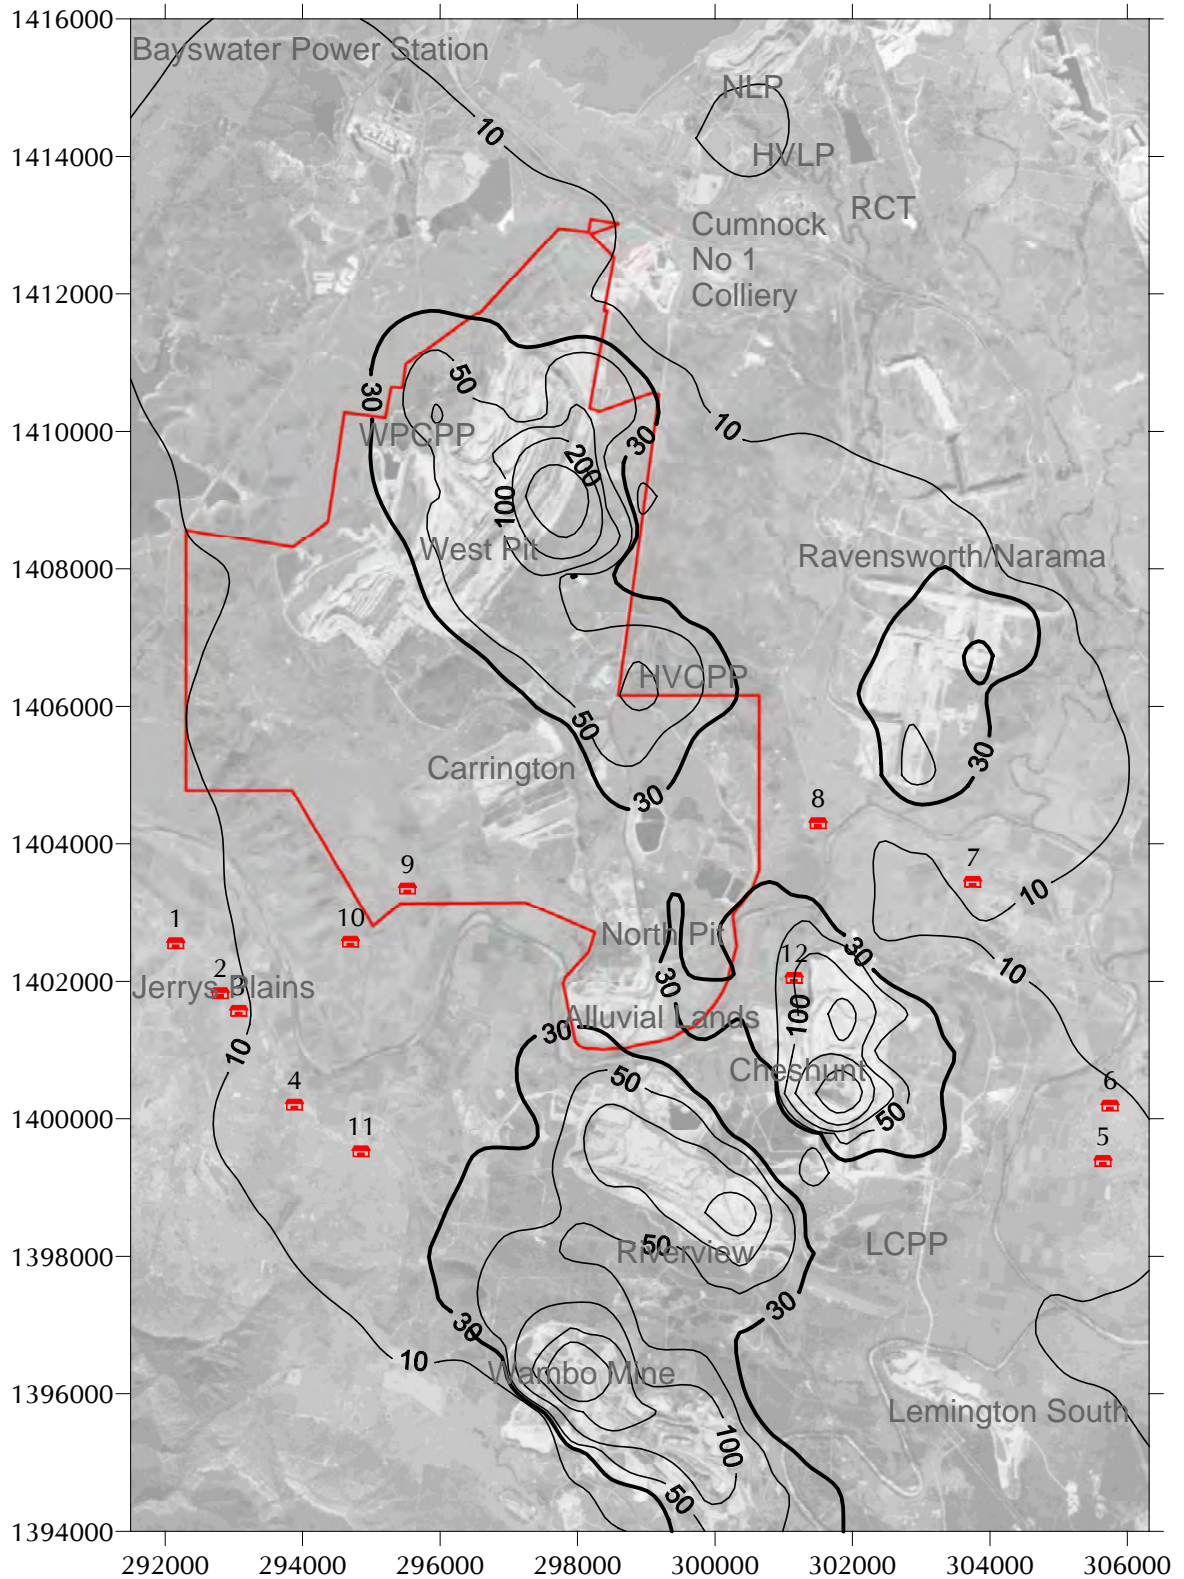 1416000
Bayswater Power Station
NLP
10
1414000
HVLP
RCT
Cumnock
No 1
Colliery
1412000
50
30
10
1410000
WPCPP
30
200
100
West Pit
Ravensworth/Narama
1408000
HVCPP
1406000
50
30
Carrington
30
8
1404000
9
7
10
1
10
12
North Pit
30
10
2
Jerrys Plains
3
1402000
30
100
Alluvial Lands
30
10
Cheshunt
50
4
6
1400000
50
11
5
50
Riverview
LCPP
1398000
30
30
10
Wambo Mine
1396000
Lemington South
100
50
1394000
292000
294000
296000
298000
300000
302000
304000
306000